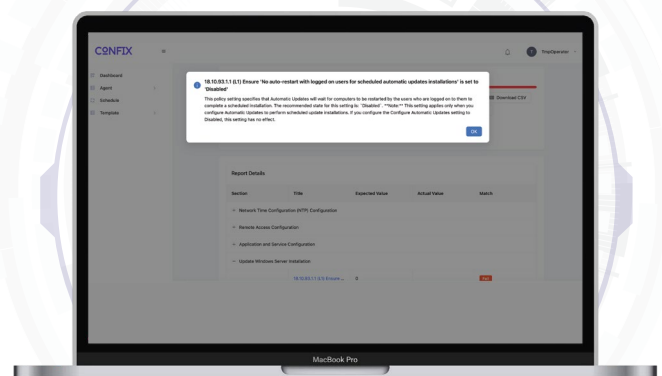 CONFIX
TmpOperator
Dashboard
Agent
Schedule
Template
18.10.93.1.1 (L1) Ensure 'No auto-restart with logged on users for scheduled automatic updates installations' is set to
'Disabled'
This policy setting specifies that Automatic Updates will wait for computers to be restarted by the users who are logged on to them to
complete a scheduled installation. The recommended state for this setting is: `Disabled`. **Note:** This setting applies only when you
configure Automatic Updates to perform scheduled update installations. If you configure the Configure Automatic Updates setting to
Disabled, this setting has no effect.
OK
Download CSV
Report Details
Section Title Expected Value Actual Value Match
Network Time Configuration (NTP) Configuration
Remote Access Configuration
Application and Service Configuration
Update Windows Server Installation
18.10.93.1.1 (L1) Ensure ... 0
MacBook Pro